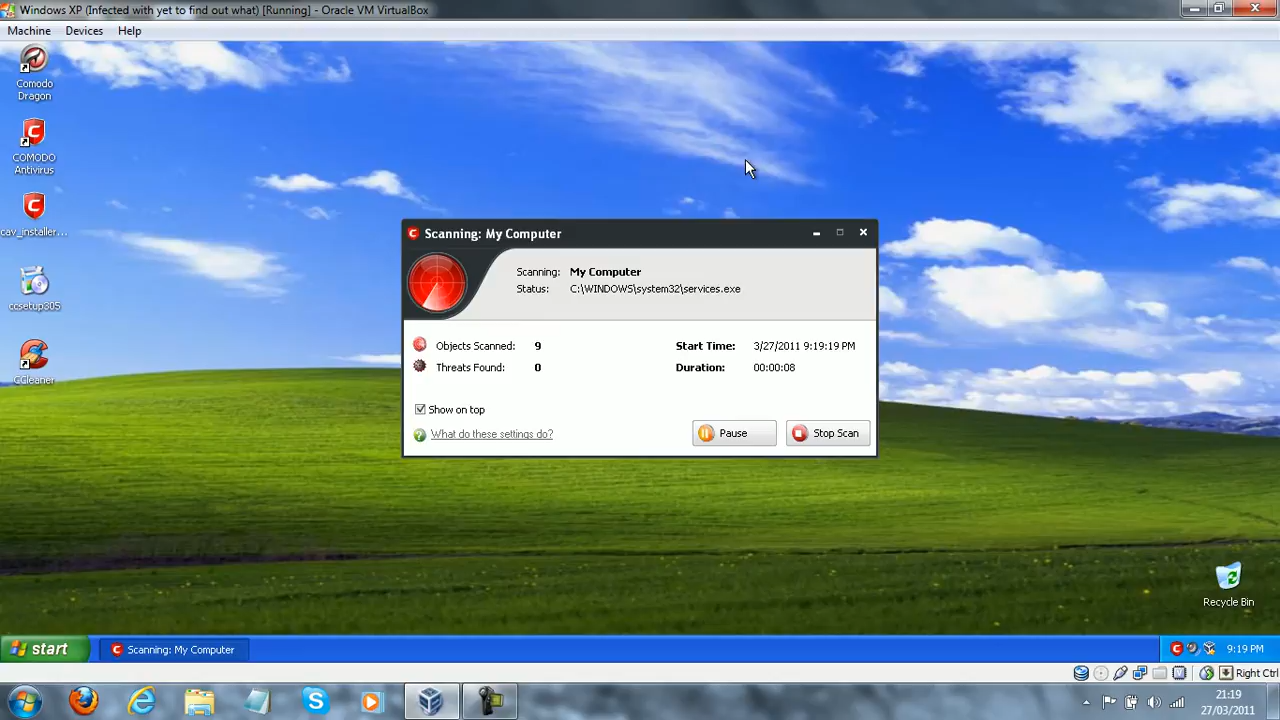 Windows XP (Infected with yet to find out what) [Running] - Oracle VM VirtualBox
Machine Devices Help
Comodo
Dragon
COMODO
Antivirus
cav_installer...
ccsetup305
CCleaner
Scanning: My Computer
Scanning: My Computer
Status: C:\WINDOWS\system32\services.exe
Objects Scanned: 9 Start Time: 3/27/2011 9:19:19 PM
Threats Found: 0 Duration: 00:00:08
Show on top
What do these settings do? Pause Stop Scan
Recycle Bin
start Scanning: My Computer 9:19 PM
Right Ctrl
21:19
27/03/2011